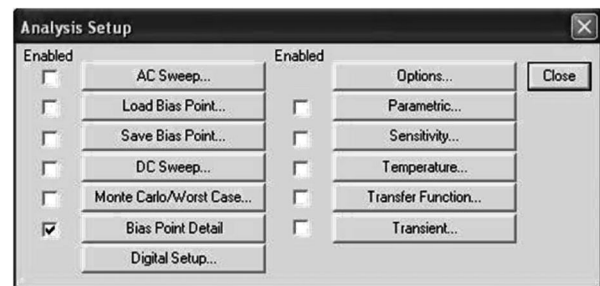 Analysis Setup
Enabled
AC Sweep...
Load Bias Point...
Save Bias Point...
DC Sweep...
Monte Carlo/Worst Case...
Bias Point Detail
Digital Setup...
Enabled
Options...
Parametric...
Sensitivity...
Temperature...
Transfer Function...
Transient...
Close